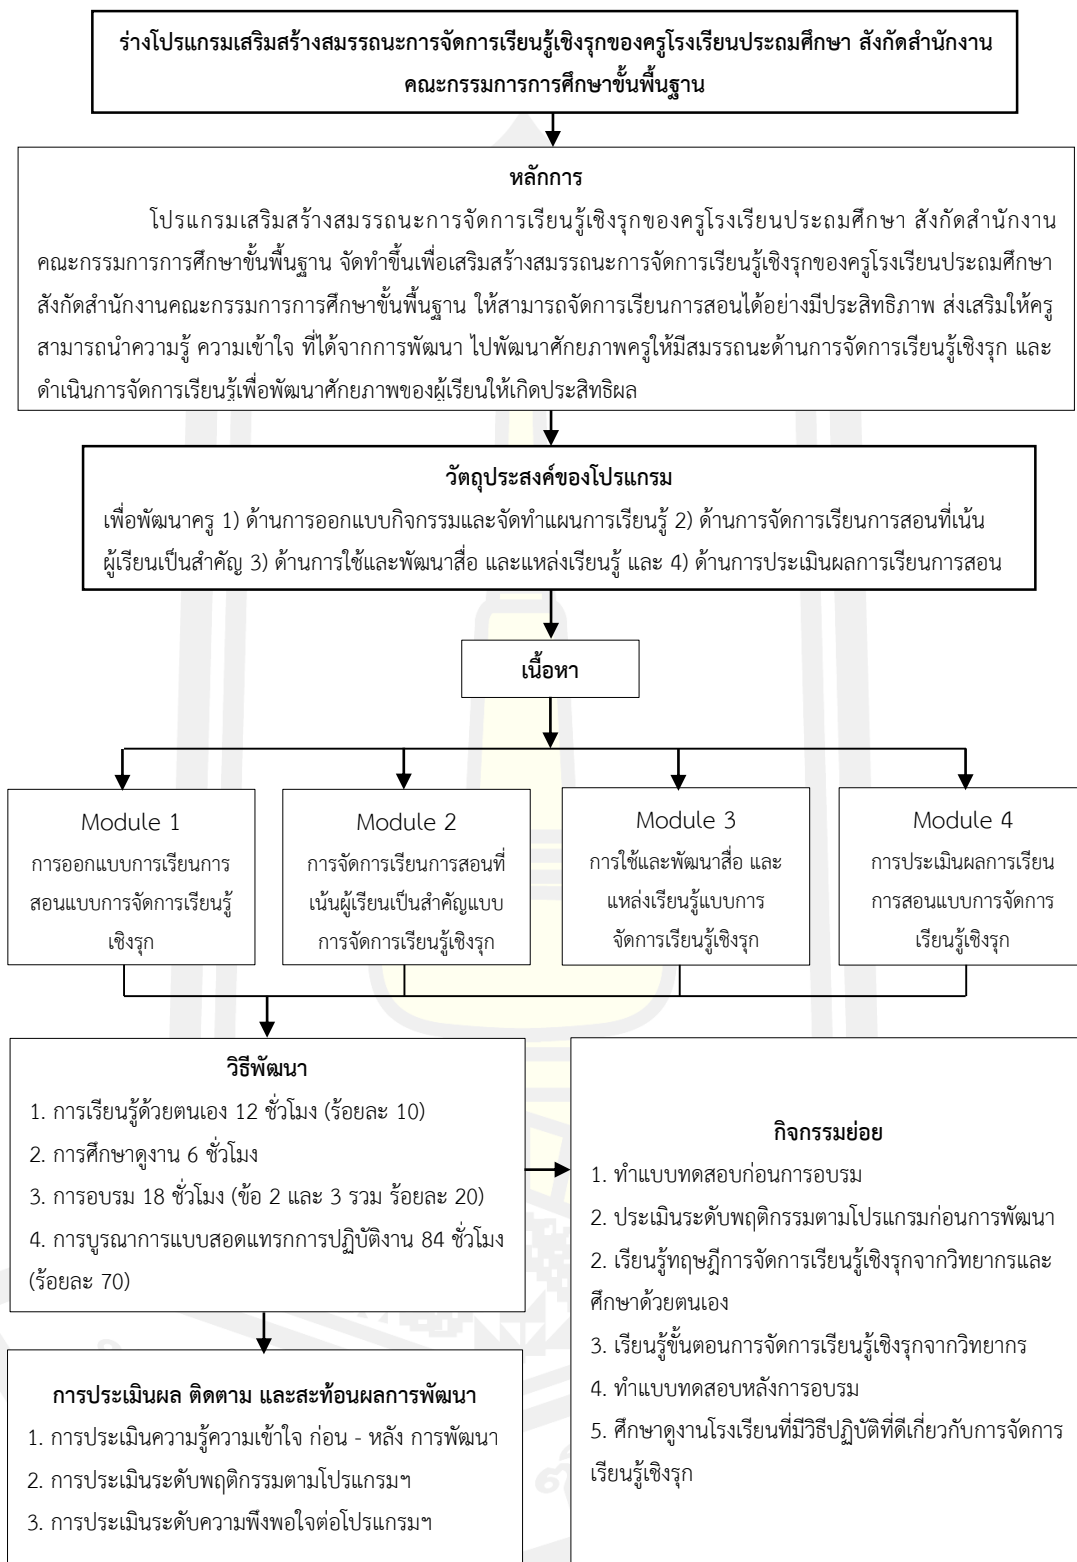 ร่างโปรแกรมเสริมสร้างสมรรถนะการจัดการเรียนรู้เชิงรุกของครูโรงเรียนประถมศึกษา สังกัดสำนักงาน
คณะกรรมการการศึกษาขั้นพื้นฐาน
หลักการ
โปรแกรมเสริมสร้างสมรรถนะการจัดการเรียนรู้เชิงรุกของครูโรงเรียนประถมศึกษา สังกัดสำนักงาน
คณะกรรมการการศึกษาขั้นพื้นฐาน จัดทำขึ้นเพื่อเสริมสร้างสมรรถนะการจัดการเรียนรู้เชิงรุกของครูโรงเรียนประถมศึกษา
สังกัดสำนักงานคณะกรรมการการศึกษาขั้นพื้นฐาน ให้สามารถจัดการเรียนการสอนได้อย่างมีประสิทธิภาพ ส่งเสริมให้ครู
สามารถนำความรู้ ความเข้าใจ ที่ได้จากการพัฒนา ไปพัฒนาศักยภาพครูให้มีสมรรถนะด้านการจัดการเรียนรู้เชิงรุก และ
ดำเนินการจัดการเรียนรู้เพื่อพัฒนาศักยภาพของผู้เรียนให้เกิดประสิทธิผล
วัตถุประสงค์ของโปรแกรม
เพื่อพัฒนาครู 1) ด้านการออกแบบกิจกรรมและจัดทำแผนการเรียนรู้ 2) ด้านการจัดการเรียนการสอนที่เน้น
ผู้เรียนเป็นสำคัญ 3) ด้านการใช้และพัฒนาสื่อ และแหล่งเรียนรู้ และ 4) ด้านการประเมินผลการเรียนการสอน
เนื้อหา
Module 1
การออกแบบการเรียนการ
สอนแบบการจัดการเรียนรู้
เชิงรุก
Module 2
การจัดการเรียนการสอนที่
เน้นผู้เรียนเป็นสำคัญแบบ
การจัดการเรียนรู้เชิงรุก
Module 3
การใช้และพัฒนาสื่อ และ
แหล่งเรียนรู้แบบการ
จัดการเรียนรู้เชิงรุก
Module 4
การประเมินผลการเรียน
การสอนแบบการจัดการ
เรียนรู้เชิงรุก
วิธีพัฒนา
1. การเรียนรู้ด้วยตนเอง 12 ชั่วโมง (ร้อยละ 10)
2. การศึกษาดูงาน 6 ชั่วโมง
3. การอบรม 18 ชั่วโมง (ข้อ 2 และ 3 รวม ร้อยละ 20)
4. การบูรณาการแบบสอดแทรกการปฏิบัติงาน 84 ชั่วโมง
(ร้อยละ 70)
กิจกรรมย่อย
1. ทำแบบทดสอบก่อนการอบรม
2. ประเมินระดับพฤติกรรมตามโปรแกรมก่อนการพัฒนา
2. เรียนรู้ทฤษฎีการจัดการเรียนรู้เชิงรุกจากวิทยากรและ
ศึกษาด้วยตนเอง
3. เรียนรู้ขั้นตอนการจัดการเรียนรู้เชิงรุกจากวิทยากร
4. ทำแบบทดสอบหลังการอบรม
5. ศึกษาดูงานโรงเรียนที่มีวิธีปฏิบัติที่ดีเกี่ยวกับการจัดการ
เรียนรู้เชิงรุก
การประเมินผล ติดตาม และสะท้อนผลการพัฒนา
1. การประเมินความรู้ความเข้าใจ ก่อน - หลัง การพัฒนา
2. การประเมินระดับพฤติกรรมตามโปรแกรมฯ
3. การประเมินระดับความพึงพอใจต่อโปรแกรมฯ